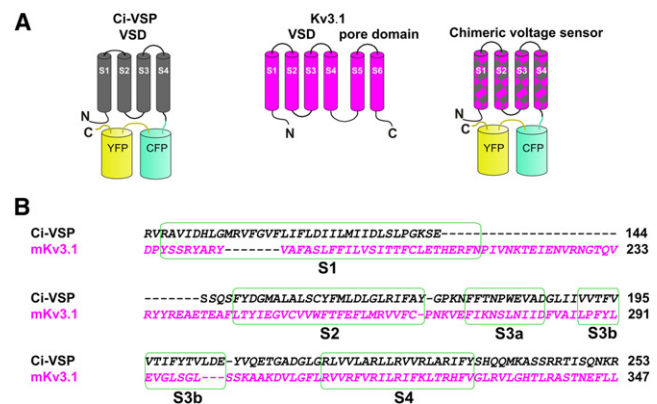 A
Ci-VSP
VSD
S1 S2 S3 S4
N
C
YFP CFP
Kv3.1
VSD pore domain
S1 S2 S3 S4 S5 S6
N C
Chimeric voltage sensor
S1 S2 S3 S4
N
C
YFP CFP
B
Ci-VSP RVRAVIDHLGMRVFGVFLIFLDIILMIIDLSLPGKSE------------------- 144
mKv3.1 DPYSSRYARY-------VAFASLFFILVSITTFCLETHERFNPIVNKTEIENVRNGTQV 233
S1
Ci-VSP -------SSQSFYDGMALALSCYFMLDLGLRIFAY-GPKNFFTNPWEVADGLIIVVTFV 195
mKv3.1 RYYREAETEAFLTYIEGVCVVWFTFEFLMRVVFC-PNKVEFIKNSLNIIDFVAILPFYL 291
S2 S3a S3b
Ci-VSP VTIFYTVLDE-YVQETGADGLGRLVVLARLLRVVRLARIFYSHQQMKASSRRTISQNKR 253
mKv3.1 EVGLSGL---SSKAAKDVLGFLRVVRFVRILRIFKLTRHFVGLRVLGHTLRASTNEFLL 347
S3b S4